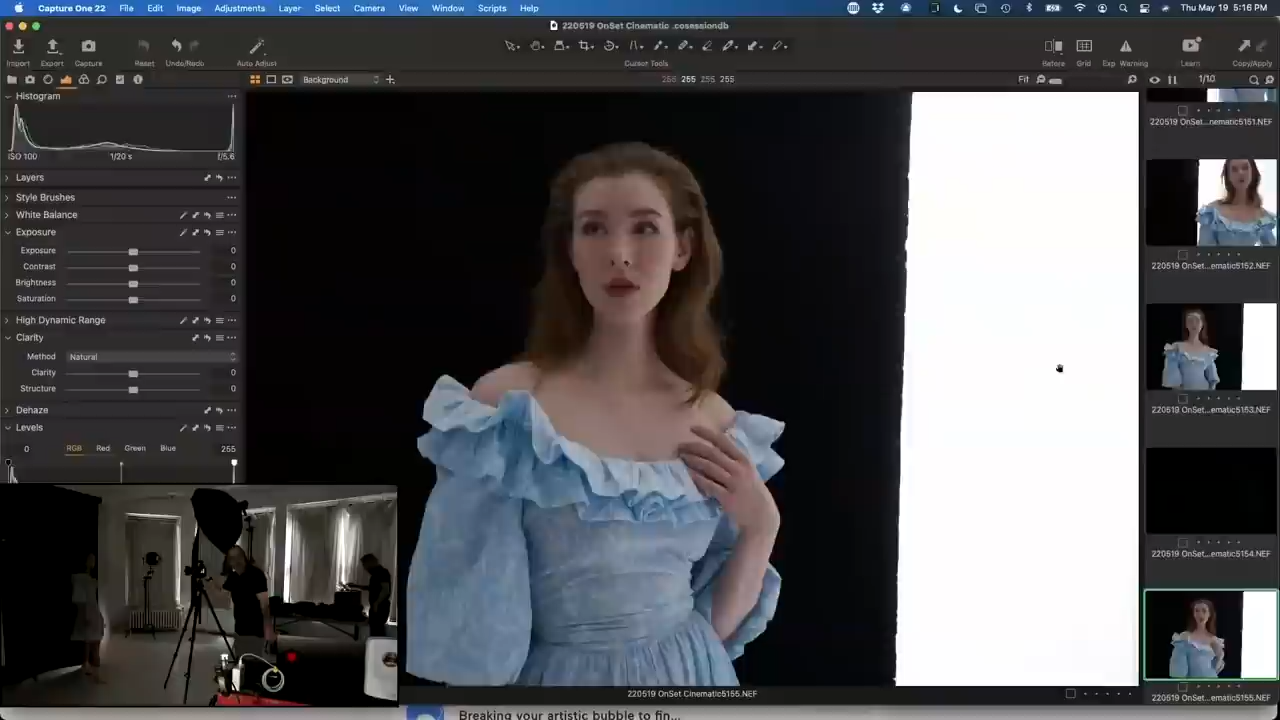 Capture One 22 File Edit Image Adjustments Layer Select Camera View Window Scripts Help Thu May 19 5:16 PM
220519 OnSet Cinematic .cosessiondb
Import Export Capture Reset Undo/Redo Auto Adjust Cursor Tools Before Grid Exp. Warning Learn Copy/Apply
Background 255 255 255 Fit 1/10
Histogram
ISO 100 1/20 s f/5.6
Layers
Style Brushes
White Balance
Exposure
Exposure 0
Contrast 0
Brightness 0
Saturation 0
High Dynamic Range
Clarity
Method Natural
Clarity 0
Structure 0
Dehaze
Levels
0 RGB Red Green Blue 255
220519 OnSet...nematic5151.NEF
220519 OnSet...ematic5152.NEF
220519 OnSet...ematic5153.NEF
220519 OnSet...ematic5154.NEF
220519 OnSet...ematic5155.NEF
220519 OnSet Cinematic5155.NEF
Breaking your artistic bubble to fin...